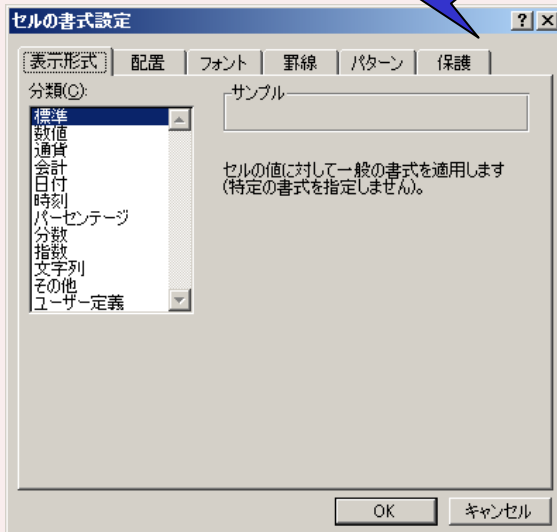 セルの書式設定
表示形式 配置 フォント 罫線 パターン 保護
分類(C):
標準
数値
通貨
会計
日付
時刻
パーセンテージ
分数
指数
文字列
その他
ユーザー定義
サンプル
セルの値に対して一般の書式を適用します
(特定の書式を指定しません)。
OK キャンセル